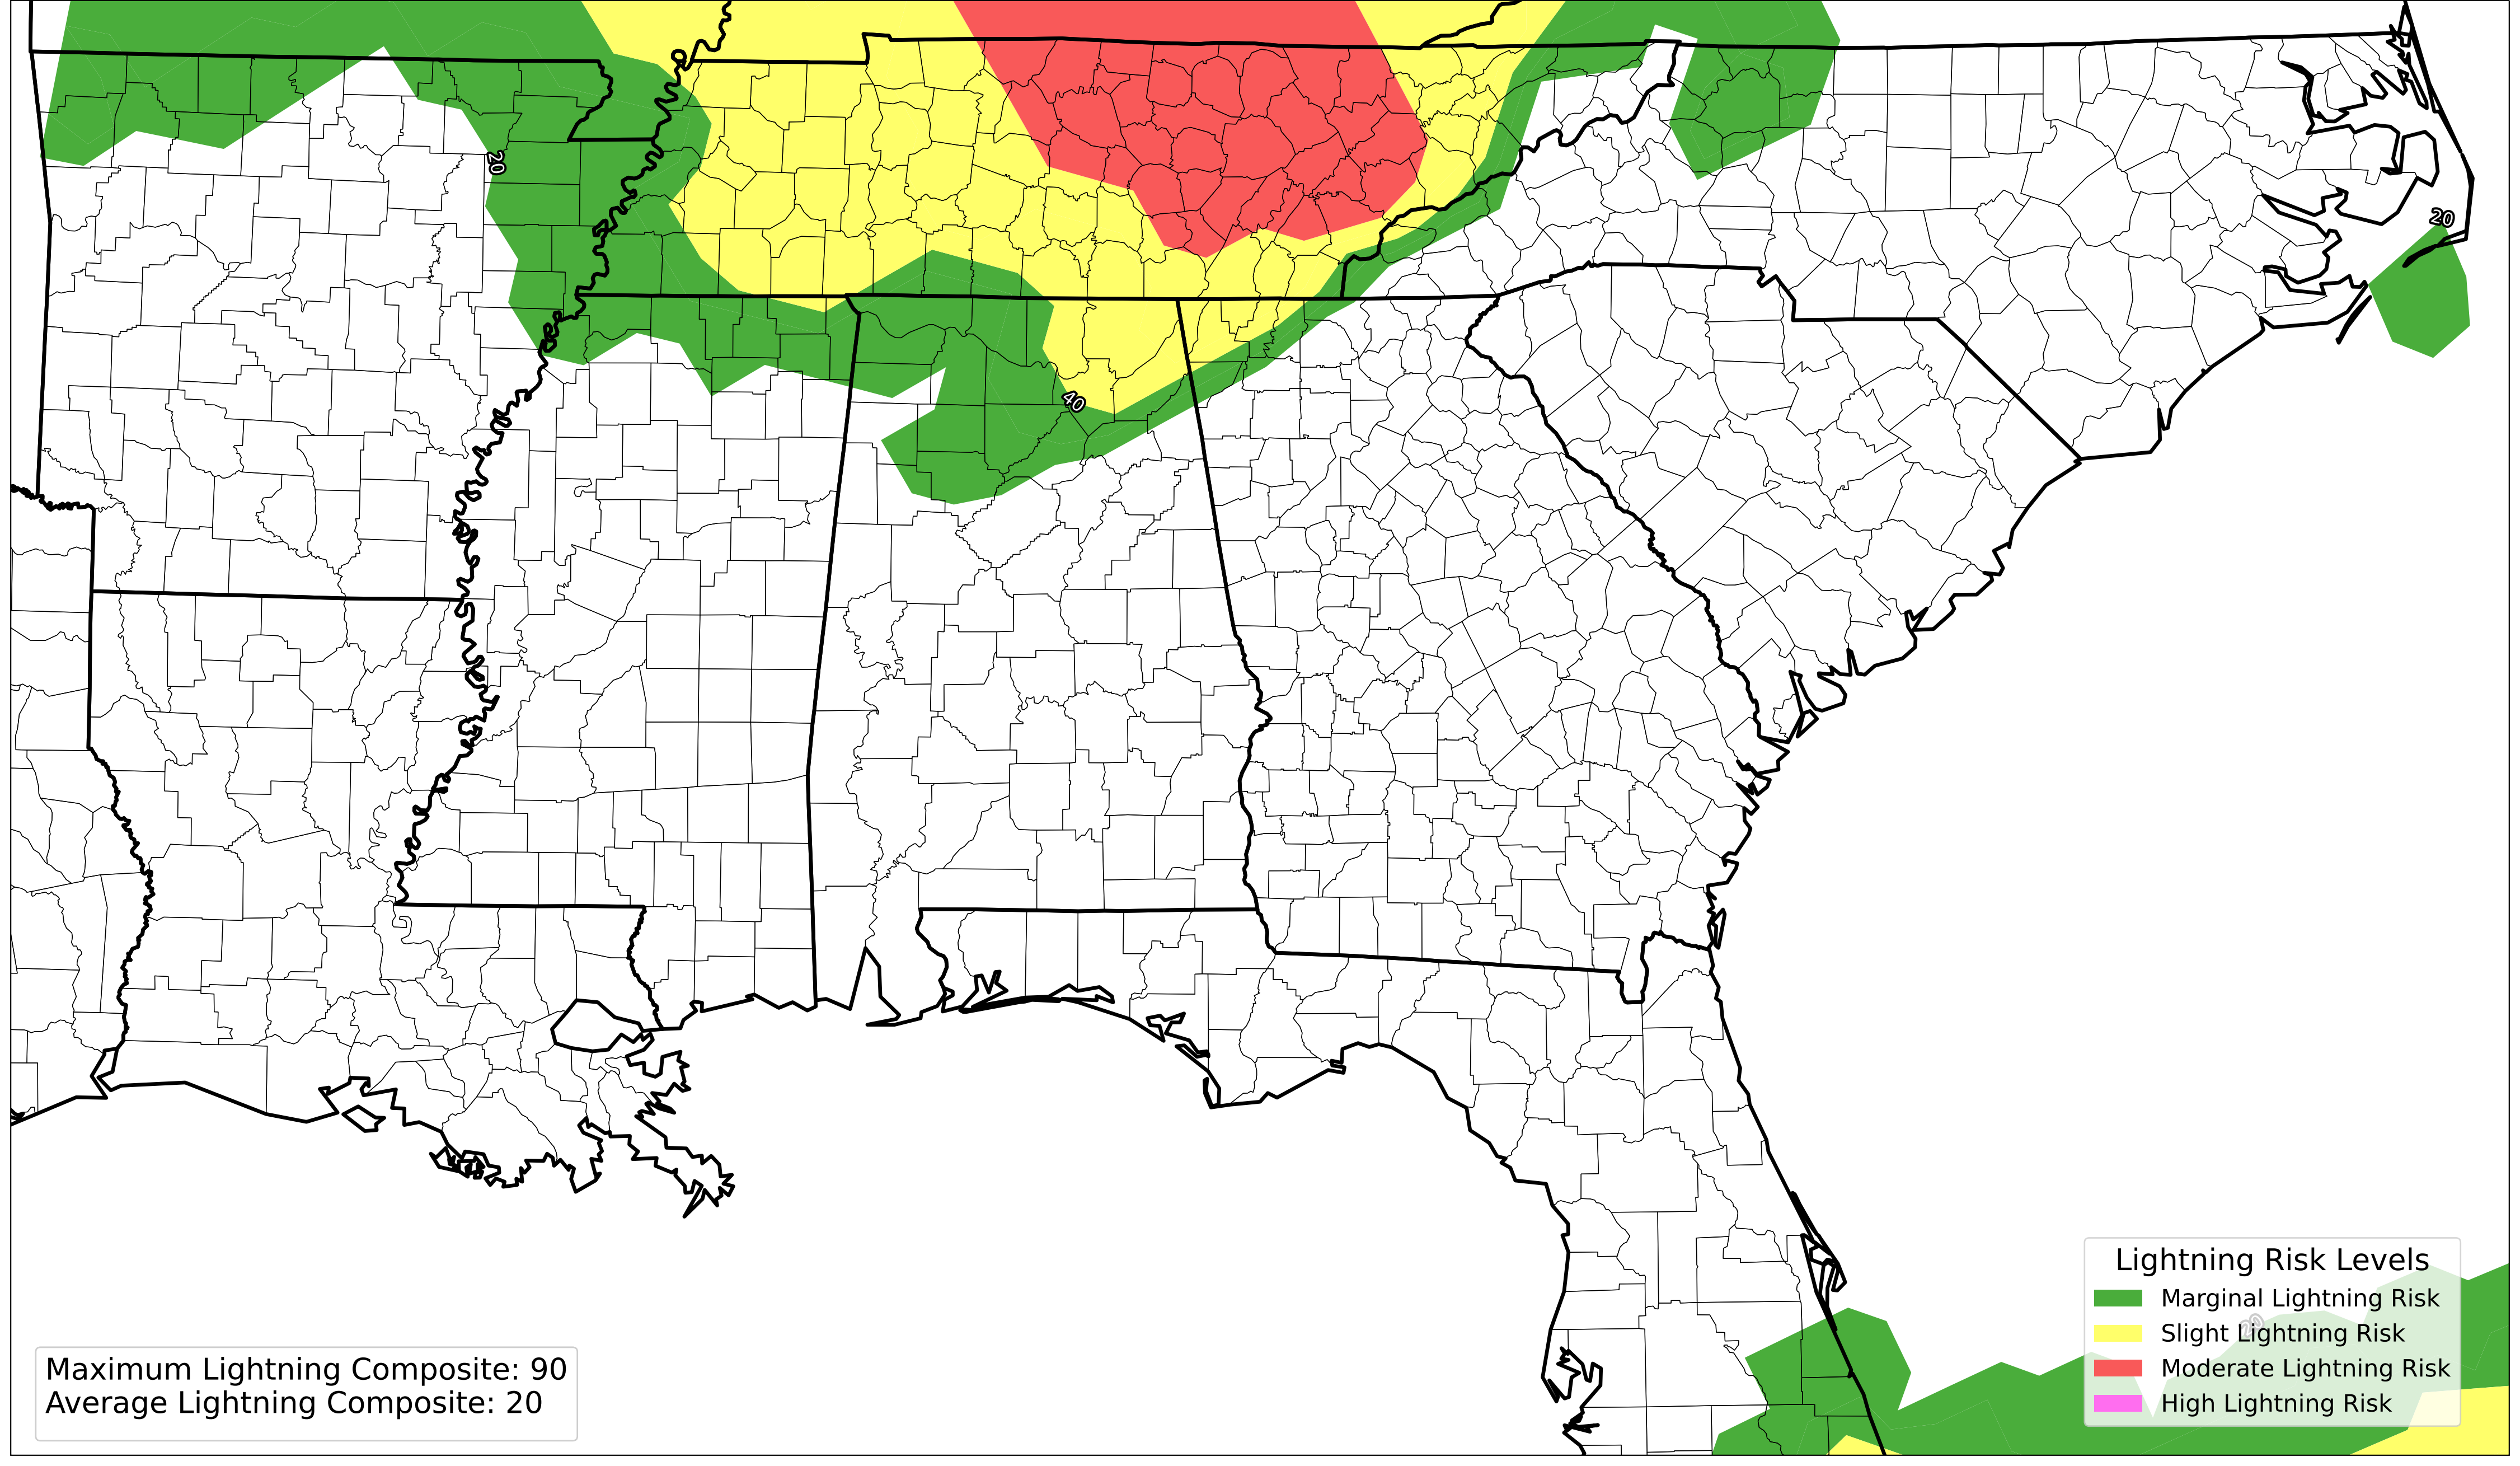 20
20
40
Lightning Risk Levels
Marginal Lightning Risk
Slight Lightning Risk
Moderate Lightning Risk
High Lightning Risk
Maximum Lightning Composite: 90
Average Lightning Composite: 20